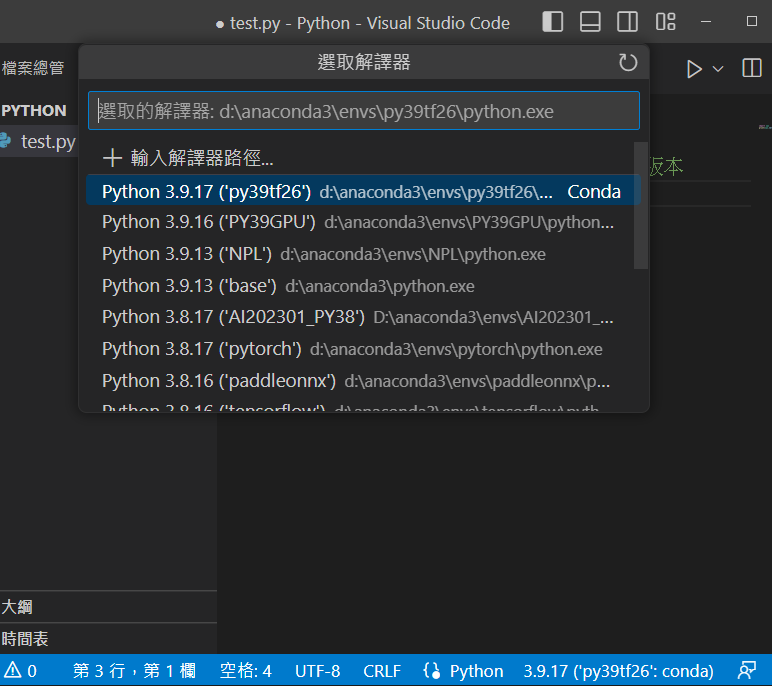 ● test.py - Python - Visual Studio Code
選取解譯器
檔案總管
選取的解譯器: d:\anaconda3\envs\py39tf26\python.exe
PYTHON
test.py
輸入解譯器路徑...
版本
Python 3.9.17 ('py39tf26') d:\anaconda3\envs\py39tf26\... Conda
Python 3.9.16 ('PY39GPU') d:\anaconda3\envs\PY39GPU\python...
Python 3.9.13 ('NPL') d:\anaconda3\envs\NPL\python.exe
Python 3.9.13 ('base') d:\anaconda3\python.exe
Python 3.8.17 ('AI202301_PY38') D:\anaconda3\envs\AI202301_...
Python 3.8.17 ('pytorch') d:\anaconda3\envs\pytorch\python.exe
Python 3.8.16 ('paddleonnx') d:\anaconda3\envs\paddleonnx\p...
Python 3.8.16 ('tensorflow') d:\anaconda3\envs\tensorflow\pyth...
大綱
時間表
0 第 3 行，第 1 欄 空格: 4 UTF-8 CRLF Python 3.9.17 ('py39tf26': conda)